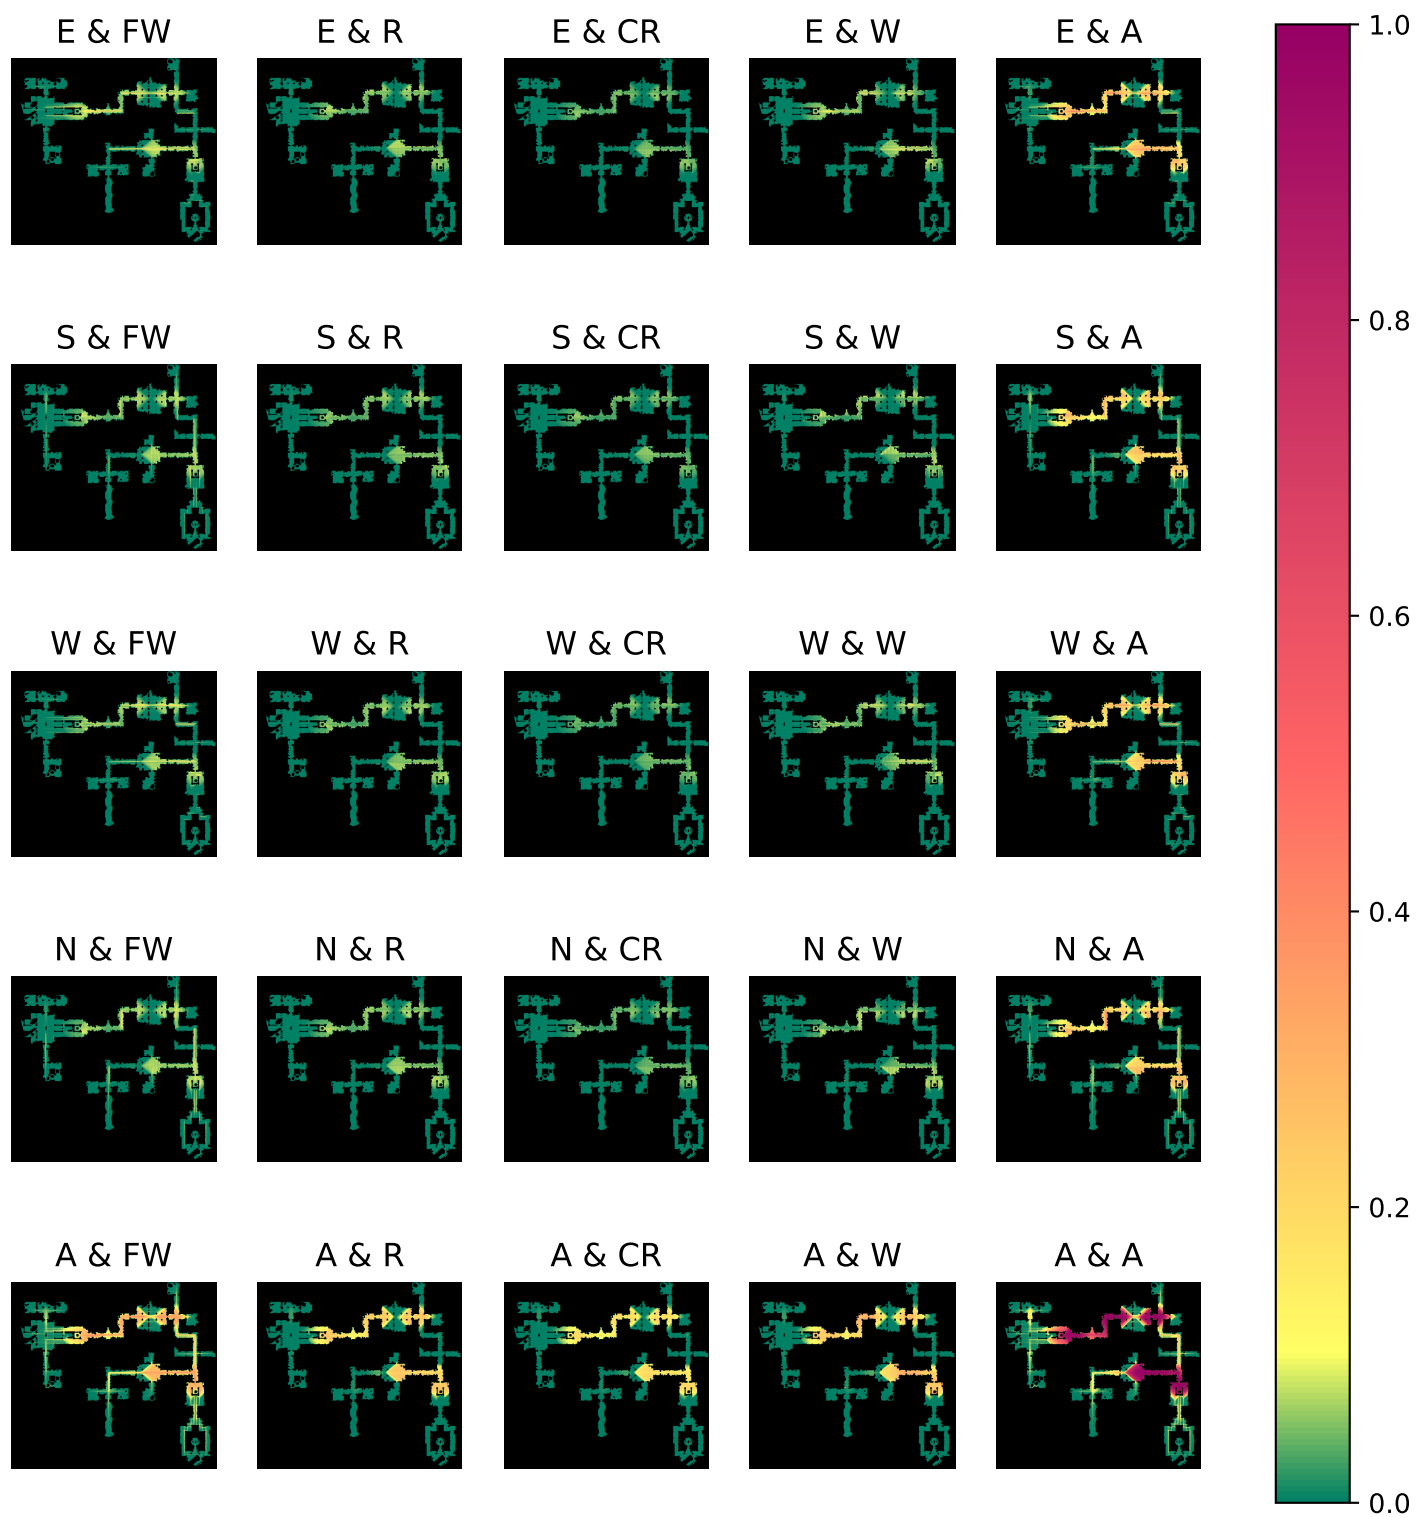 E & FW
E & R
E & CR
E & W
E & A
S & FW
S & R
S & CR
S & W
S & A
W & FW
W & R
W & CR
W & W
W & A
N & FW
N & R
N & CR
N & W
N & A
A & FW
A & R
A & CR
A & W
A & A
1.0
0.8
0.6
0.4
0.2
0.0